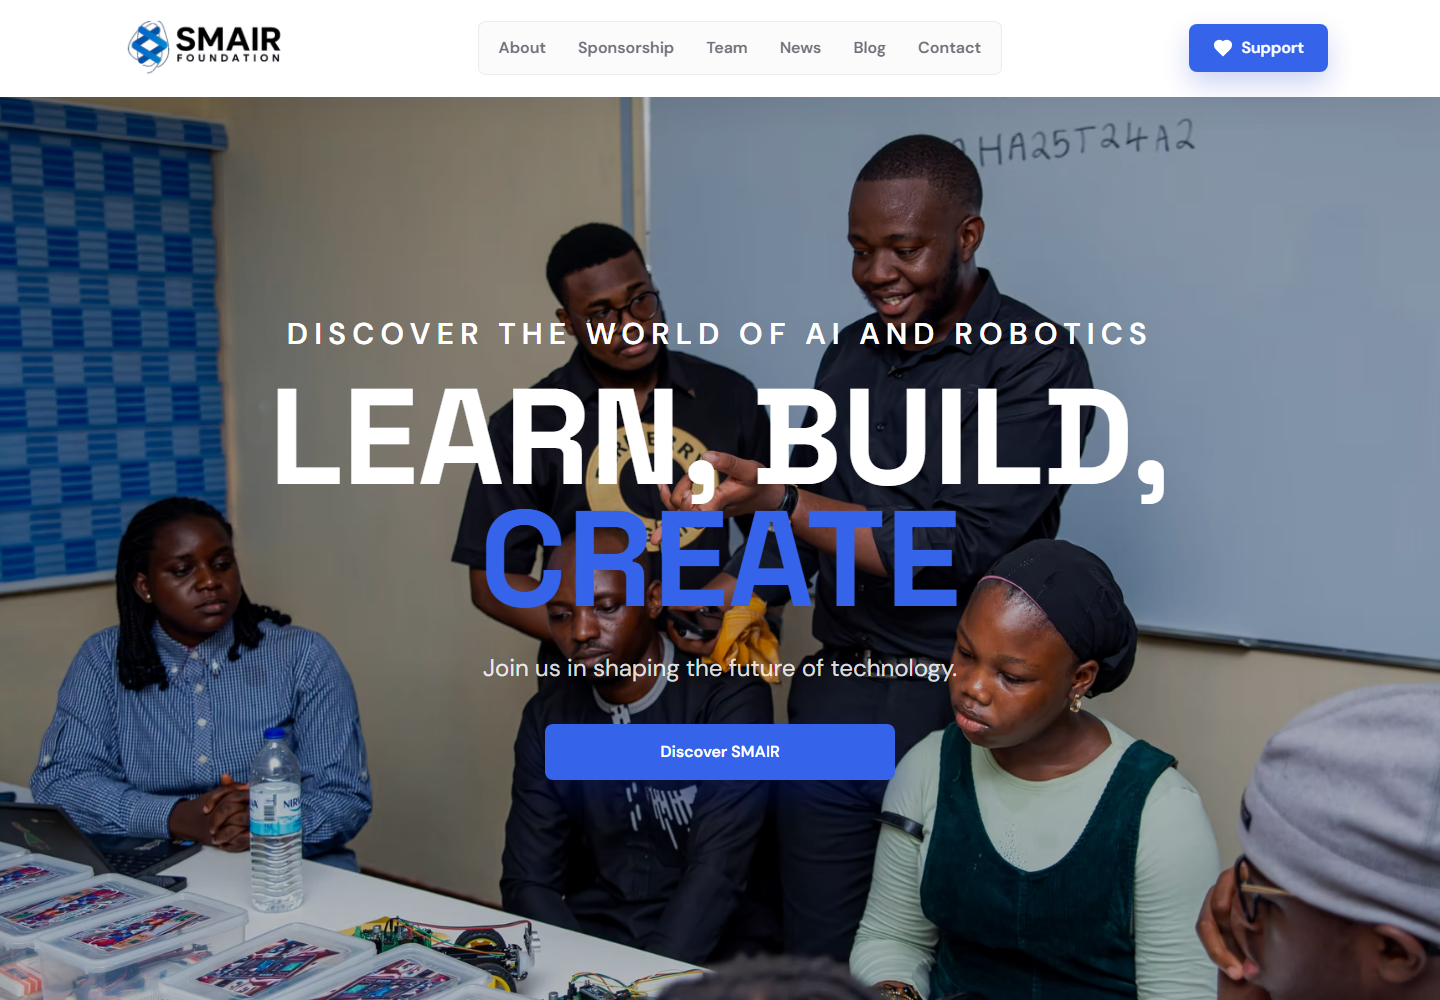 SMAIR
FOUNDATION
About
Sponsorship
Team
News
Blog
Contact
Support
HA25T24A2
DISCOVER THE WORLD OF AI AND ROBOTICS
LEARN, BUILD,
CREATE
Join us in shaping the future of technology.
Discover SMAIR